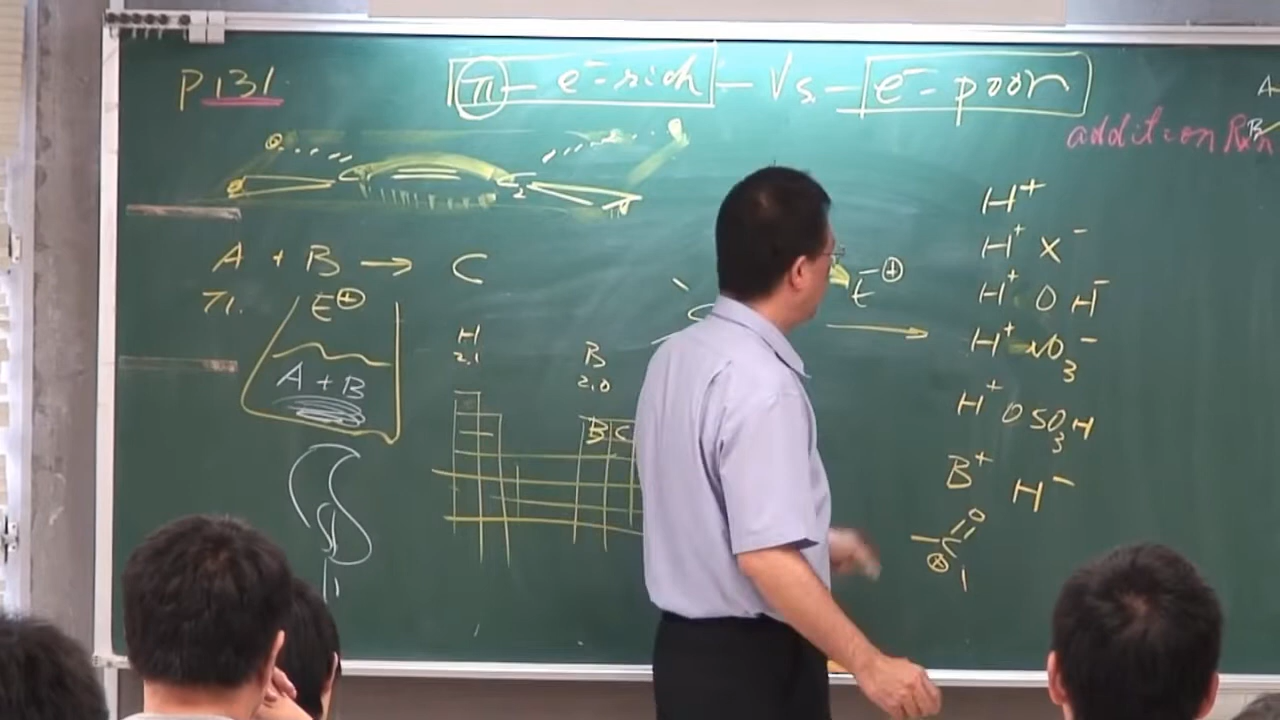 P131
π - e⁻-rich - Vs - e⁻-poor
A
B
addition Rxn
A + B → C
π.
E⊕
A + B
H
2.1
B
2.0
B C
C
E⊕
H⁺
H⁺ X⁻
H⁺ OH⁻
H⁺ NO₃⁻
H⁺ OSO₃H
B⁺ H⁻
O
C
⊕